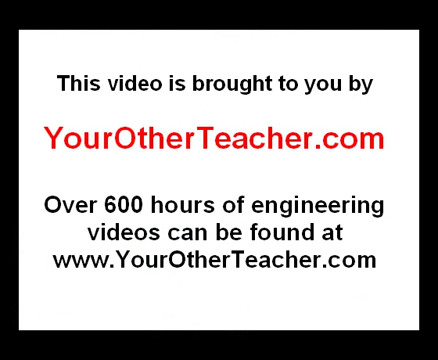 This video is brought to you by
YourOtherTeacher.com
Over 600 hours of engineering
videos can be found at
www.YourOtherTeacher.com